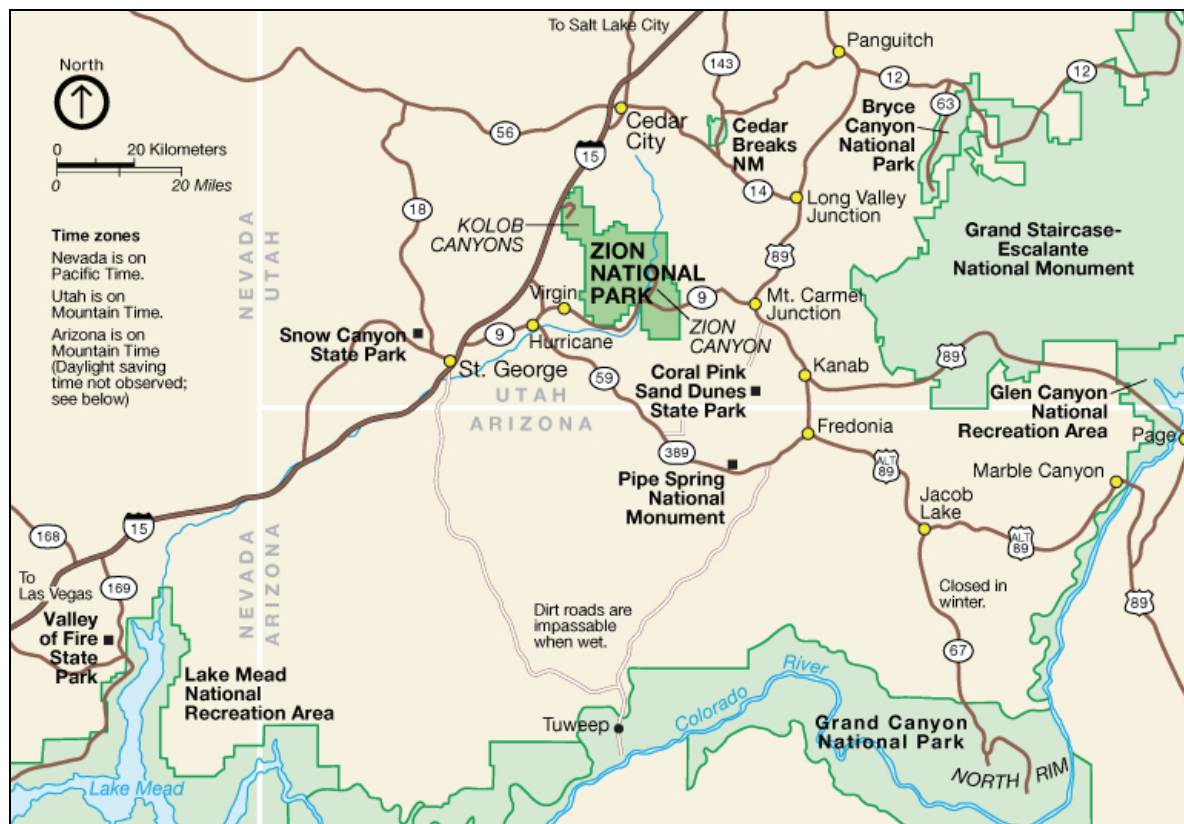 To Salt Lake City
North
0 20 Kilometers
0 20 Miles
Time zones
Nevada is on
Pacific Time.
Utah is on
Mountain Time.
Arizona is on
Mountain Time
(Daylight saving
time not observed;
see below)
NEVADA
UTAH
56
18
15
Cedar
City
143
Panguitch
12
63
12
Bryce
Canyon
National
Park
Cedar
Breaks
NM
14
Long Valley
Junction
KOLOB
CANYONS
ZION
NATIONAL
PARK
89
Grand Staircase-
Escalante
National Monument
Virgin
9
Mt. Carmel
Junction
ZION
CANYON
Snow Canyon
State Park
9
Hurricane
St. George
59
Coral Pink
Sand Dunes
State Park
Kanab
89
Glen Canyon
National
Recreation Area
UTAH
ARIZONA
Fredonia
Page
389
Pipe Spring
National
Monument
ALT
89
Marble Canyon
Jacob
Lake
ALT
89
15
168
To
Las Vegas
169
NEVADA
ARIZONA
Closed in
winter.
89
Valley
of Fire
State
Park
Dirt roads are
impassable
when wet.
67
Lake Mead
National
Recreation Area
Tuweep
Colorado
River
Grand Canyon
National Park
Lake Mead
NORTH RIM